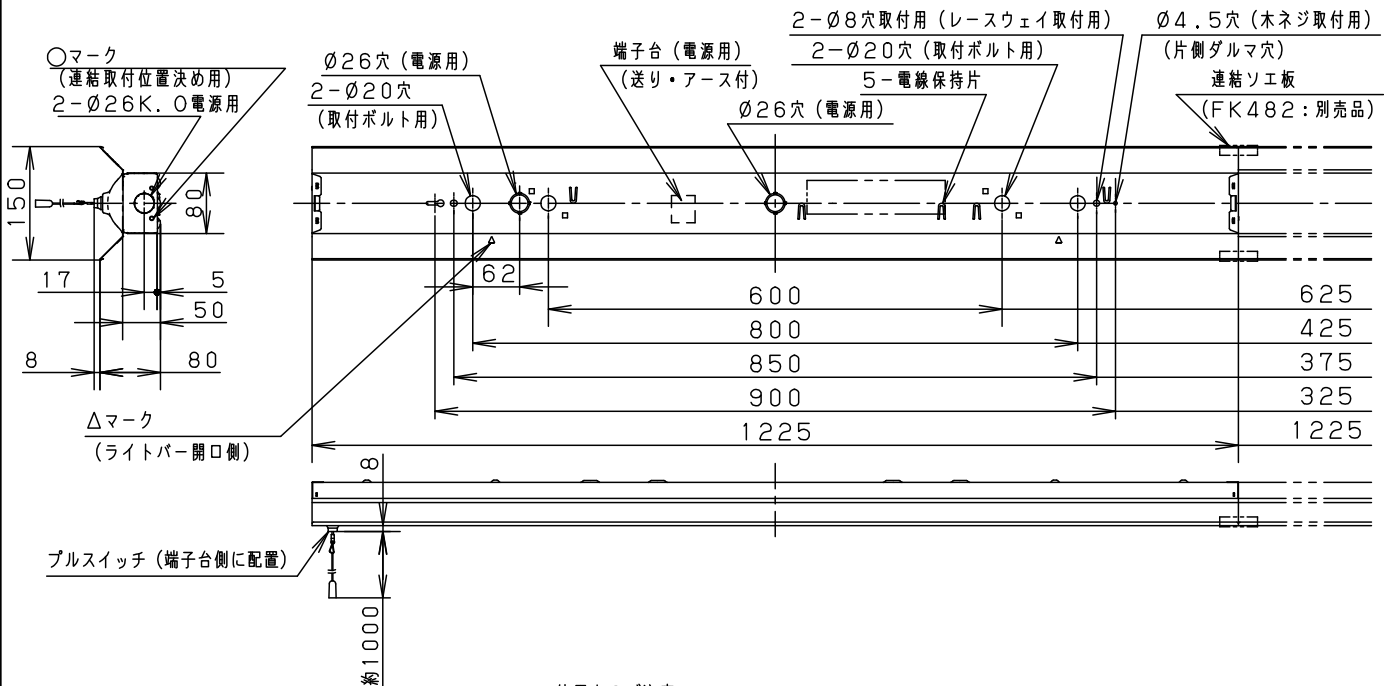 ○マーク
(連結取付位置決め用)
2-Ø26K.O電源用
Ø26穴(電源用)
2-Ø20穴
(取付ボルト用)
端子台(電源用)
(送り・アース付)
Ø26穴(電源用)
2-Ø8穴取付用(レースウェイ取付用)
2-Ø20穴(取付ボルト用)
5-電線保持片
Ø4.5穴(木ネジ取付用)
(片側ダルマ穴)
連結ソエ板
(FK482:別売品)
150
80
17
5
50
8
80
62
600
625
800
425
850
375
900
325
1225
1225
△マーク
(ライトバー開口側)
8
プルスイッチ(端子台側に配置)
約1000